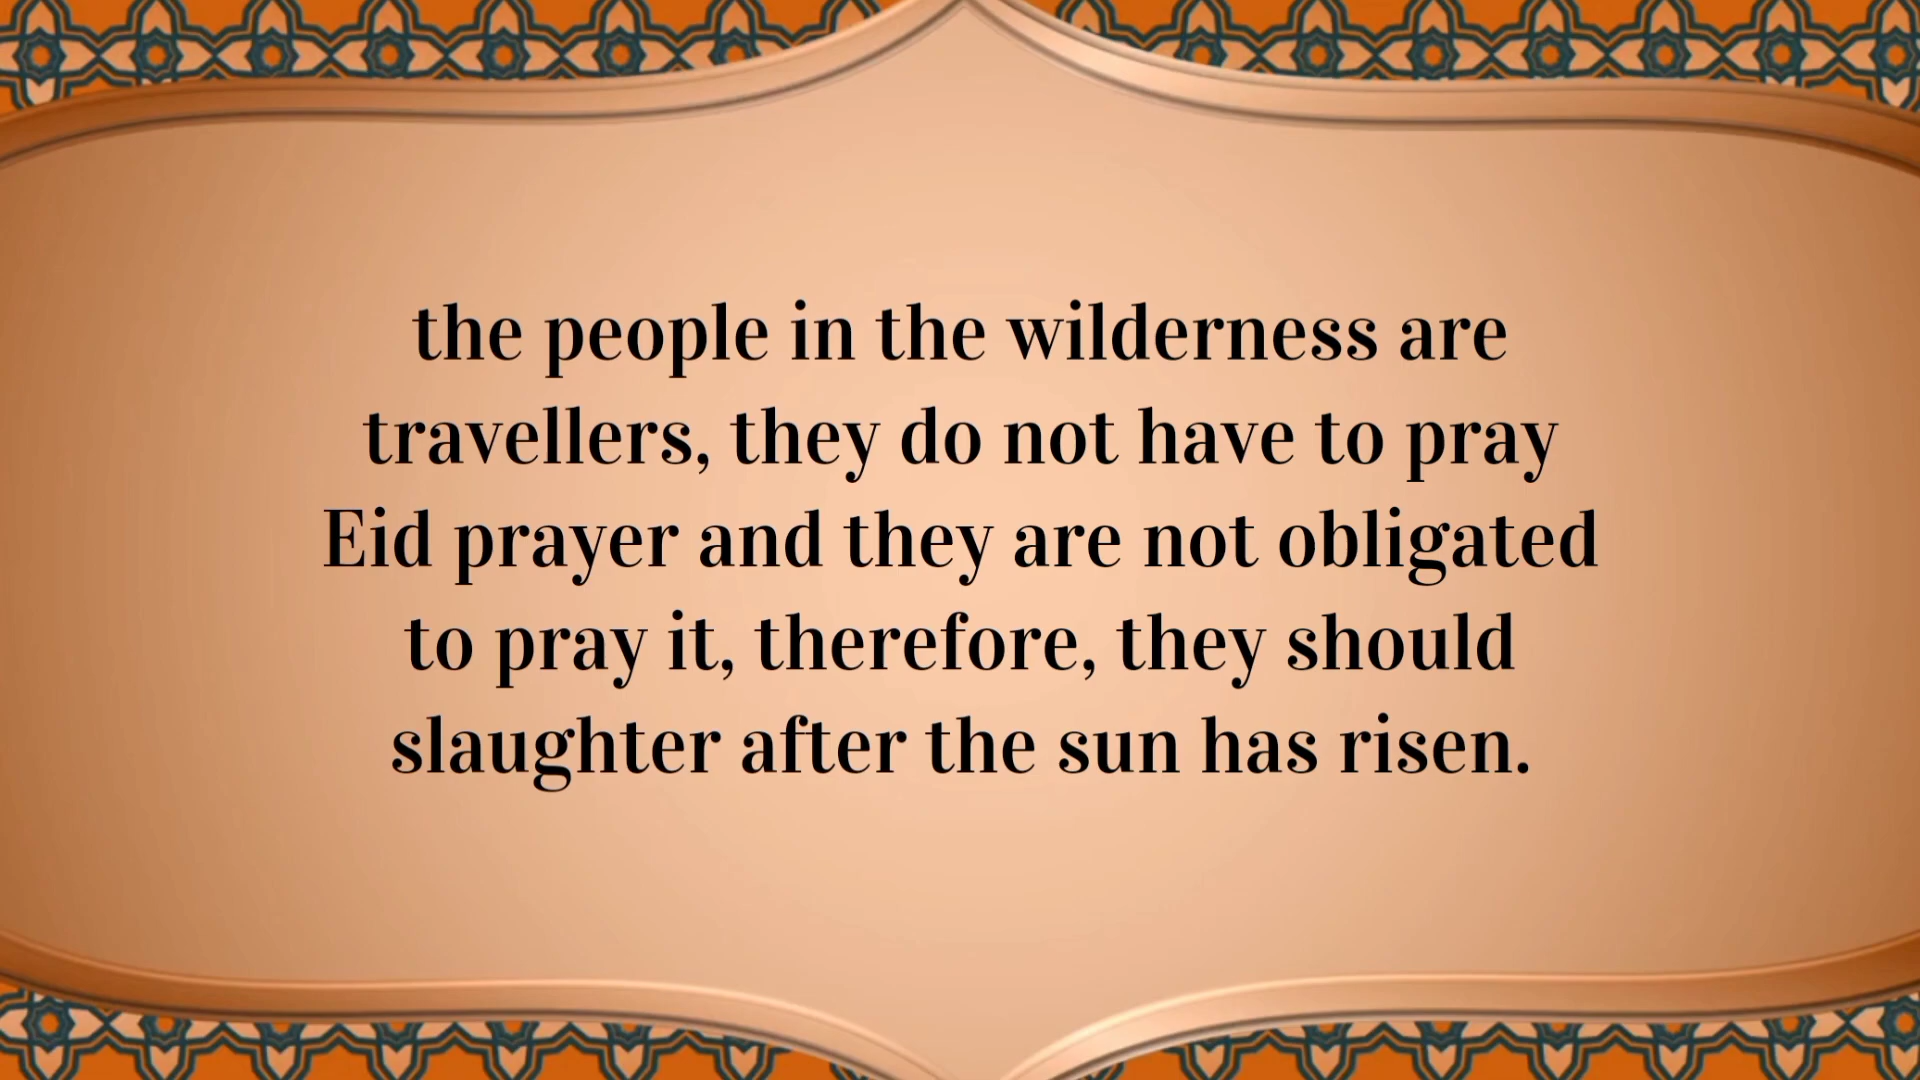 the people in the wilderness are
travellers, they do not have to pray
Eid prayer and they are not obligated
to pray it, therefore, they should
slaughter after the sun has risen.